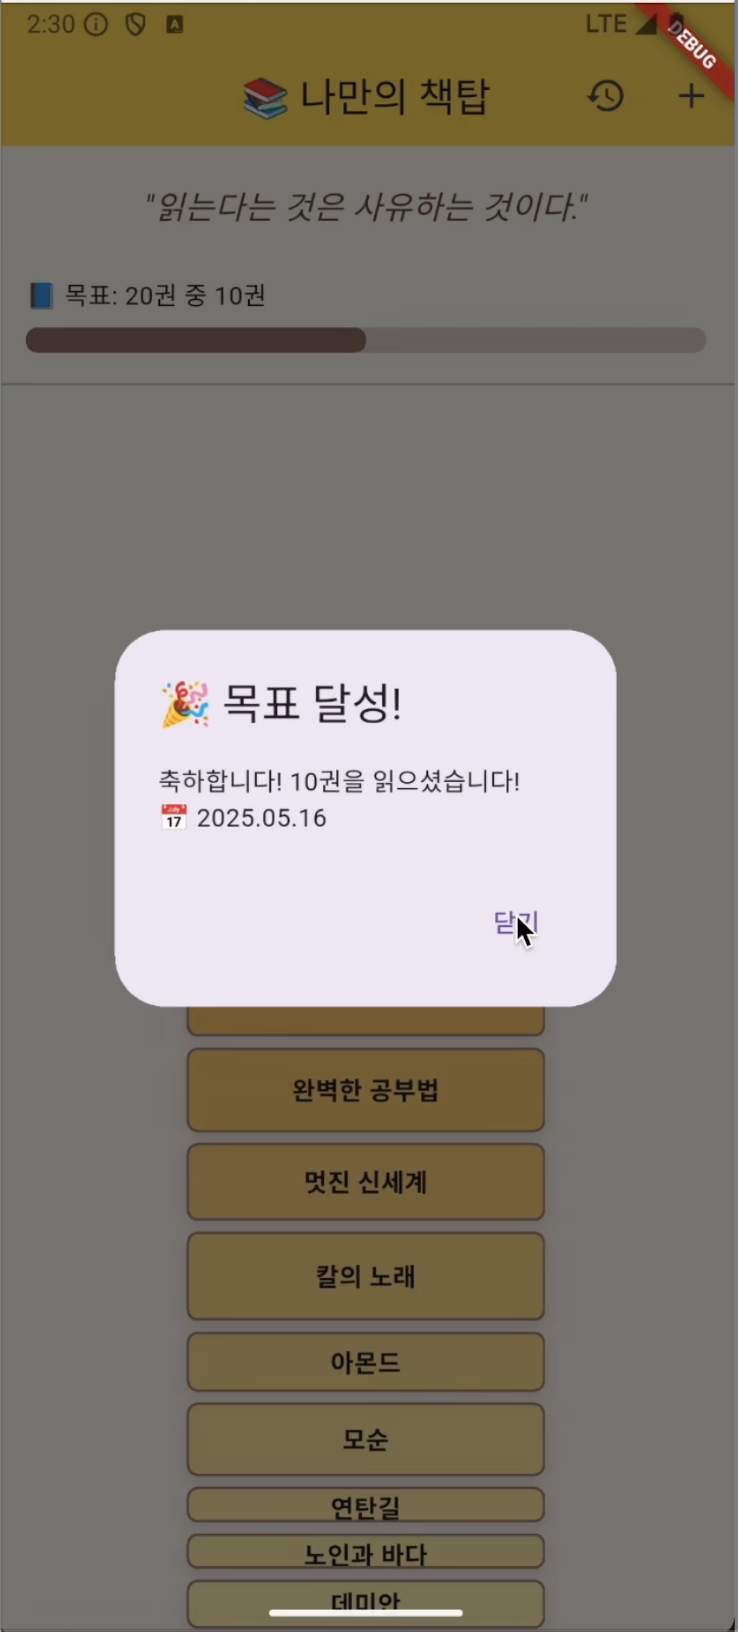 2:30
LTE
DEBUG
나만의 책탑
"읽는다는 것은 사유하는 것이다."
목표: 20권 중 10권
목표 달성!
축하합니다! 10권을 읽으셨습니다!
2025.05.16
닫기
완벽한 공부법
멋진 신세계
칼의 노래
아몬드
모순
연탄길
노인과 바다
데미안